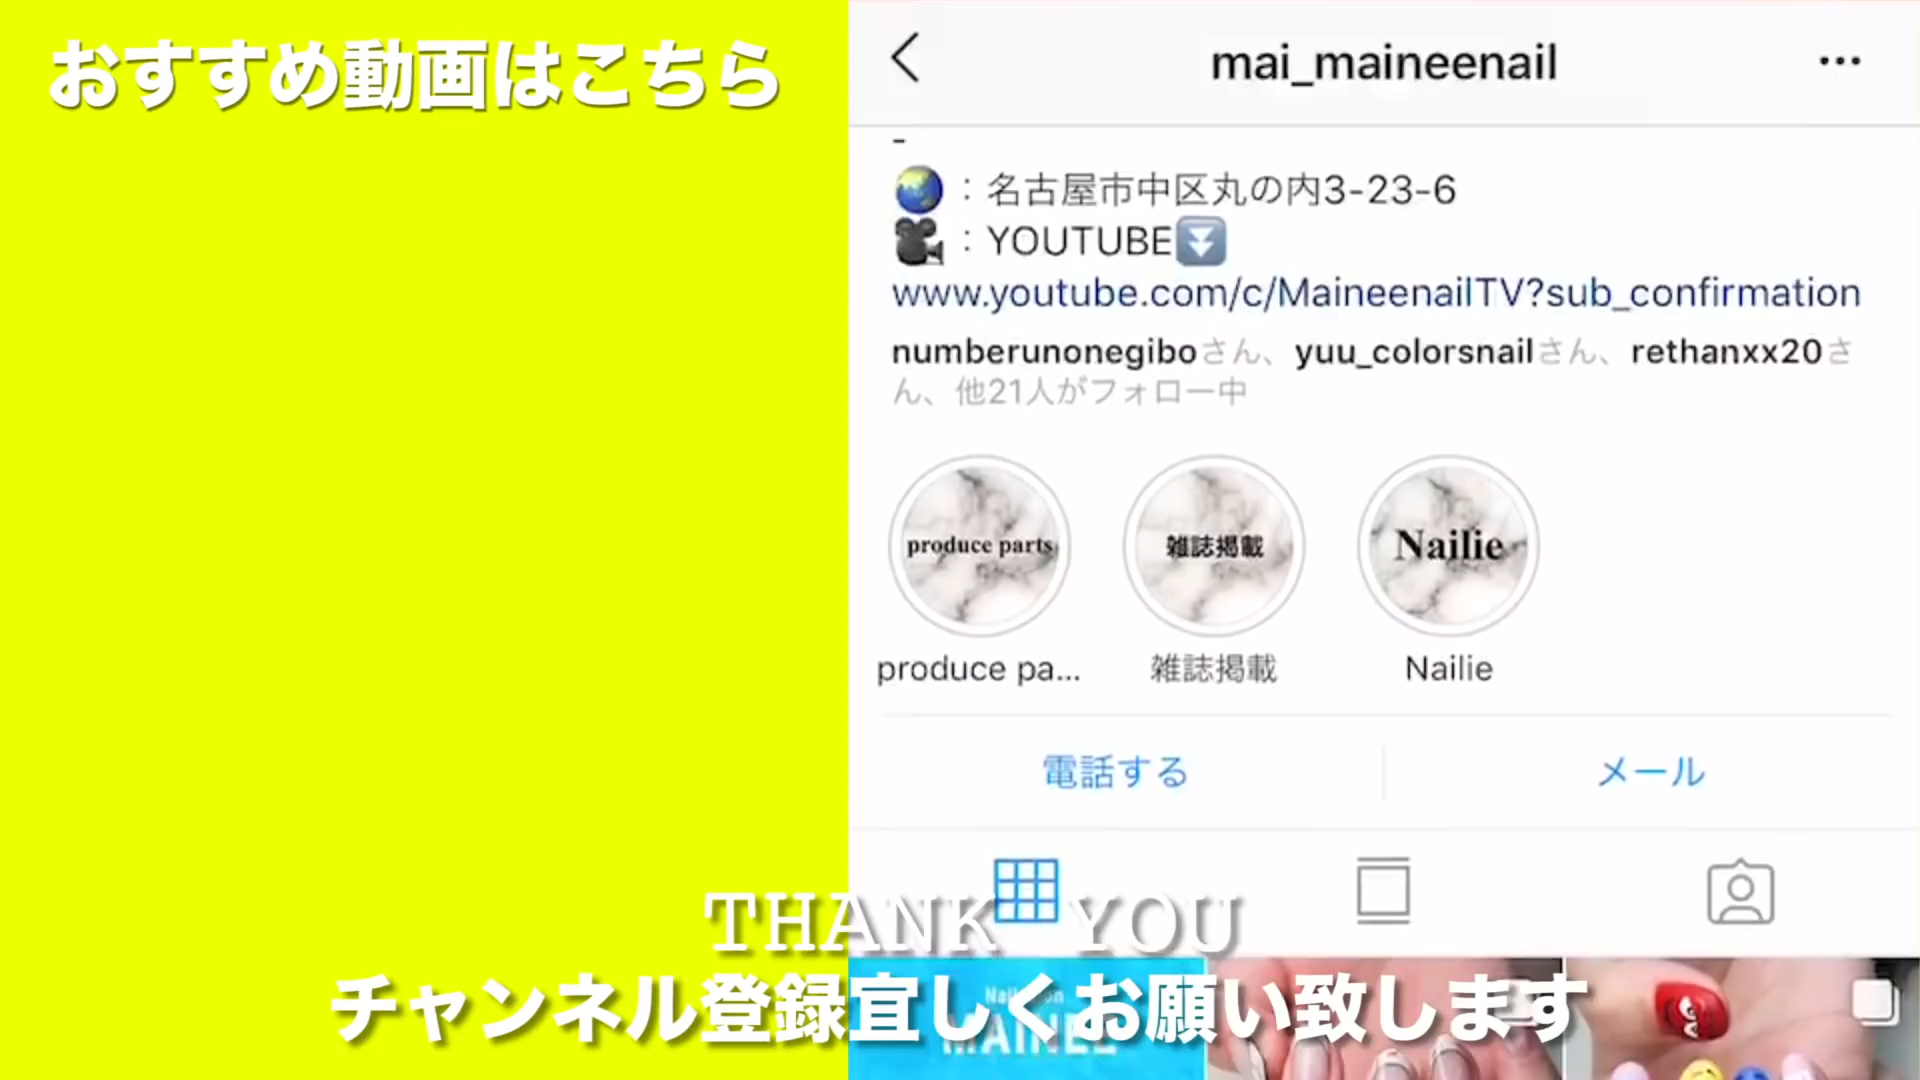 おすすめ動画はこちら
mai_maineenail
-
：名古屋市中区丸の内3-23-6
：YOUTUBE
www.youtube.com/c/MaineenailTV?sub_confirmation
numberunonegiboさん、yuu_colorsnailさん、rethanxx20さ
ん、他21人がフォロー中
produce parts
雑誌掲載
Nailie
produce pa...
雑誌掲載
Nailie
電話する
メール
THANK YOU
チャンネル登録宜しくお願い致します
MAINEE